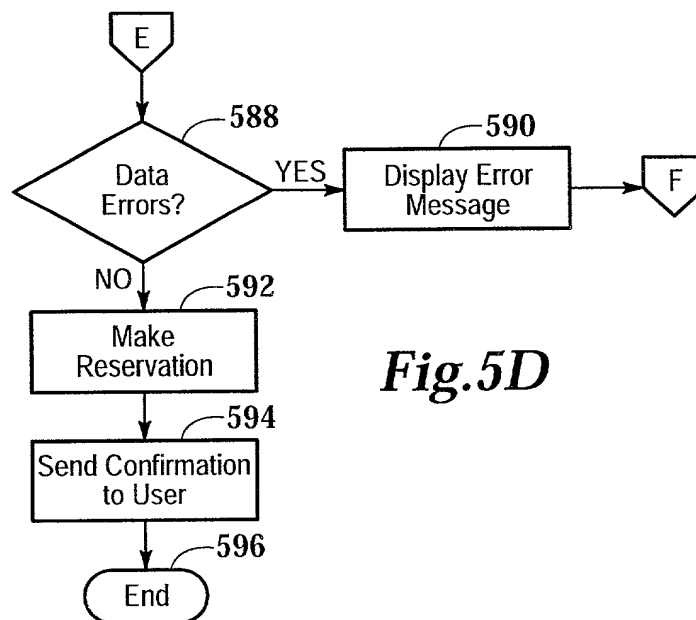 E
588
Data
Errors?
YES
590
Display Error
Message
F
NO
592
Make
Reservation
Fig.5D
594
Send Confirmation
to User
596
End